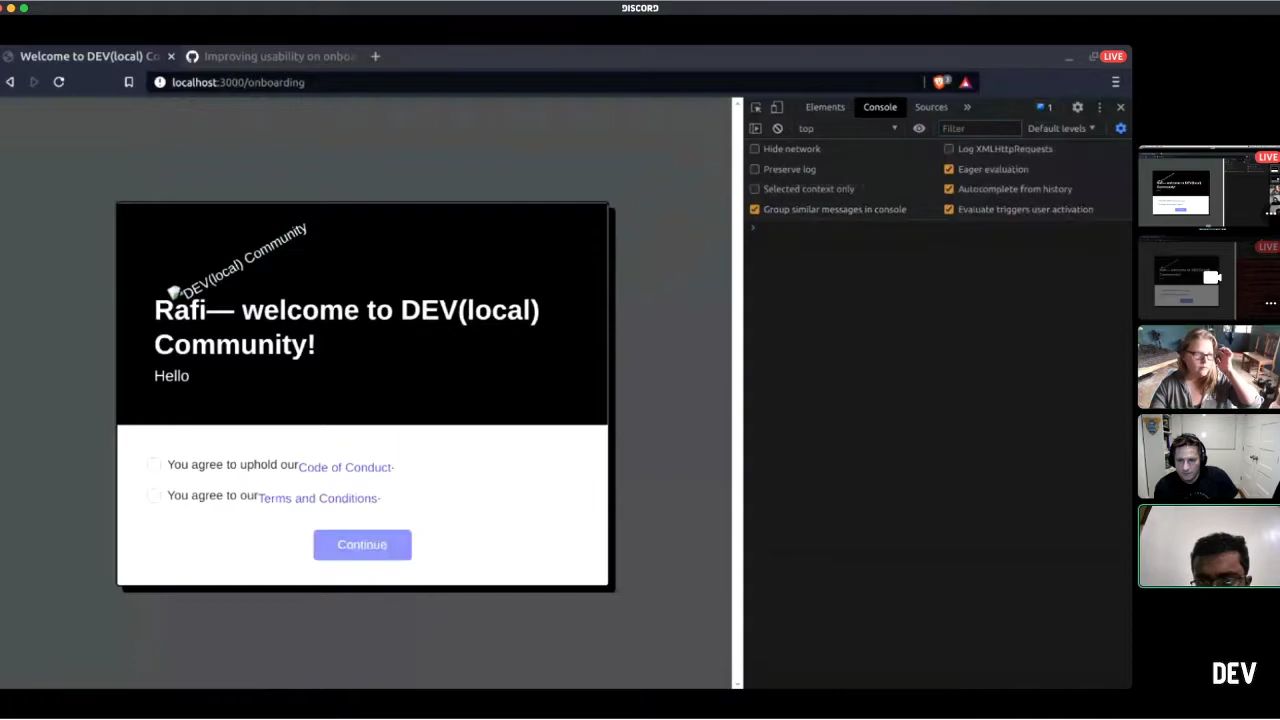 DISCORD
Welcome to DEV(local) Co
Improving usability on onboa
LIVE
localhost:3000/onboarding
Elements
Console
Sources
1
top
Filter
Default levels
Hide network
Log XMLHttpRequests
Preserve log
Eager evaluation
Selected context only
Autocomplete from history
Group similar messages in console
Evaluate triggers user activation
DEV(local) Community
Rafi— welcome to DEV(local)
Community!
Hello
You agree to uphold our Code of Conduct.
You agree to our Terms and Conditions.
Continue
LIVE
LIVE
DEV